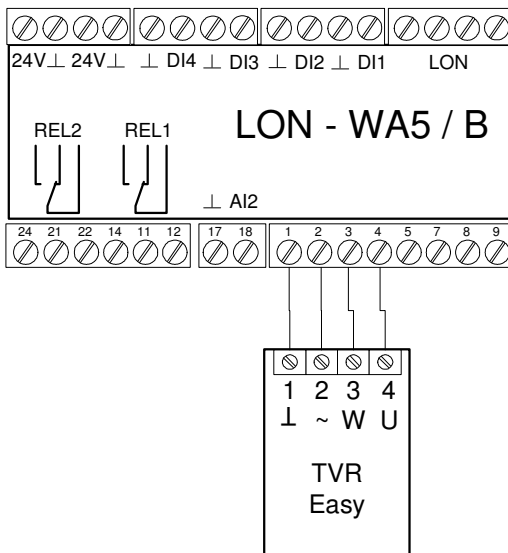 24V ⊥ 24V ⊥ ⊥ DI4 ⊥ DI3 ⊥ DI2 ⊥ DI1 LON
REL2 REL1 LON - WA5 / B
⊥ AI2
24 21 22 14 11 12 17 18 1 2 3 4 5 7 8 9
1 2 3 4
⊥ ~ W U
TVR
Easy